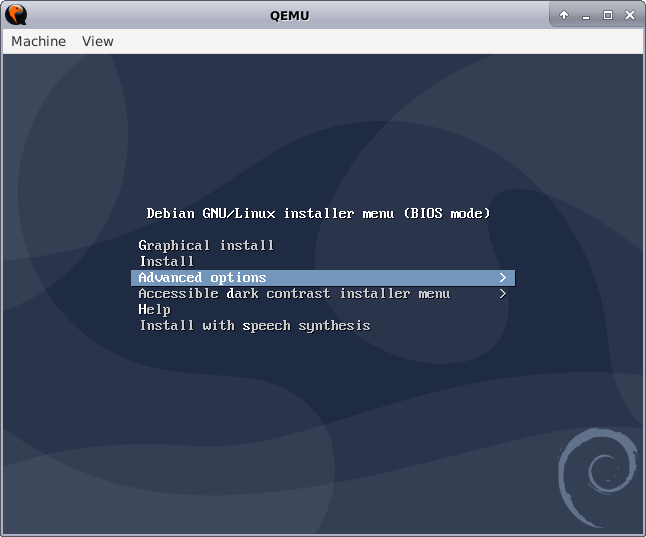 QEMU
Machine View
Debian GNU/Linux installer menu (BIOS mode)
Graphical install
Install
Advanced options >
Accessible dark contrast installer menu >
Help
Install with speech synthesis